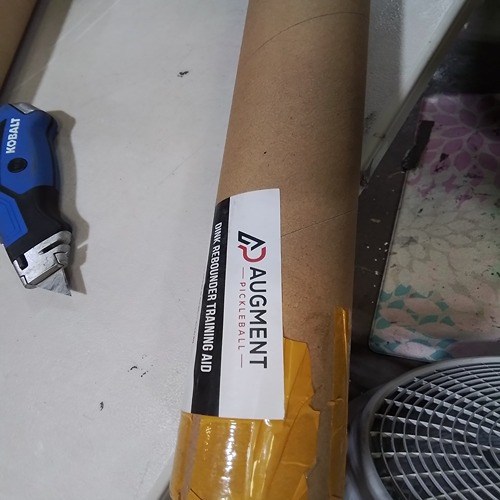 KOBALT
AUGMENT
PICKLEBALL
DINK REBOUNDER TRAINING AID